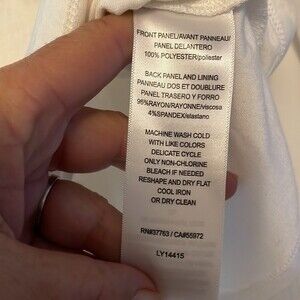 FRONT PANEL/AVANT PANNEAU/
PANEL DELANTERO
100% POLYESTER/poliester
BACK PANEL AND LINING
PANNEAU DOS ET DOUBLURE
PANEL TRASERO Y FORRO
96%RAYON/RAYONNE/viscosa
4%SPANDEX/elastano
MACHINE WASH COLD
WITH LIKE COLORS
DELICATE CYCLE
ONLY NON-CHLORINE
BLEACH IF NEEDED
RESHAPE AND DRY FLAT
COOL IRON
OR DRY CLEAN
RN#37763 / CA#55972
LY14415